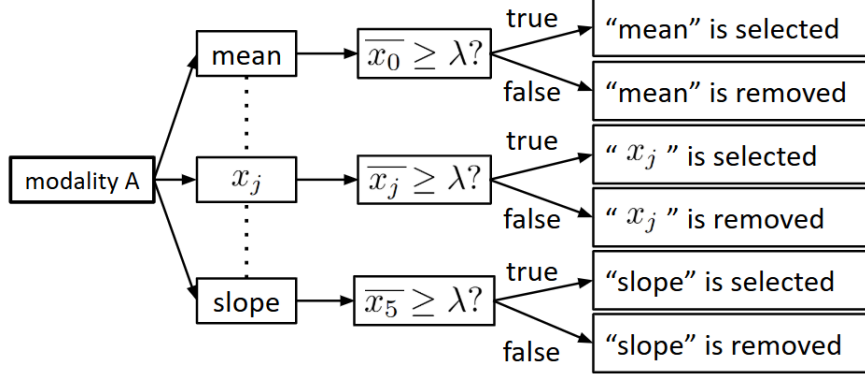 modality A
mean
x_j
slope
\overline{x_0} ≥ λ?
\overline{x_j} ≥ λ?
\overline{x_5} ≥ λ?
true
“mean” is selected
false
“mean” is removed
true
“ x_j ” is selected
false
“ x_j ” is removed
true
“slope” is selected
false
“slope” is removed